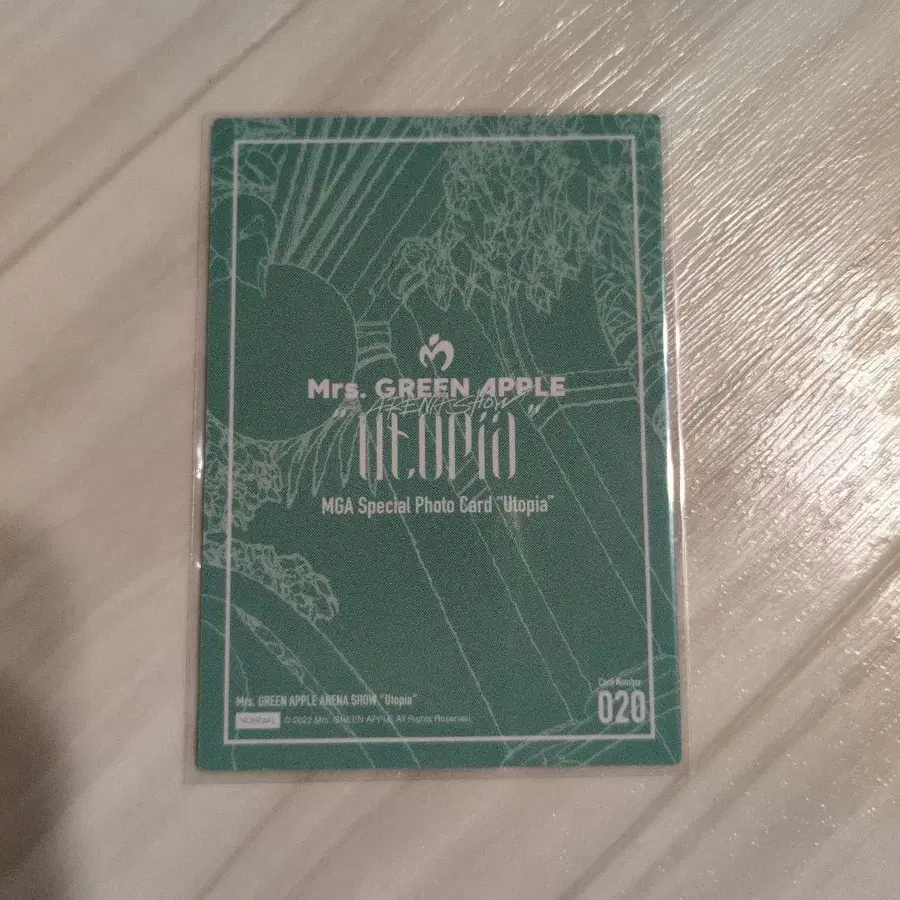 Mrs. GREEN APPLE
ARENA SHOW
"Utopia"
MGA Special Photo Card "Utopia"
Card Number
020
Mrs. GREEN APPLE ARENA SHOW "Utopia"
© 2022 Mrs. GREEN APPLE All Rights Reserved.